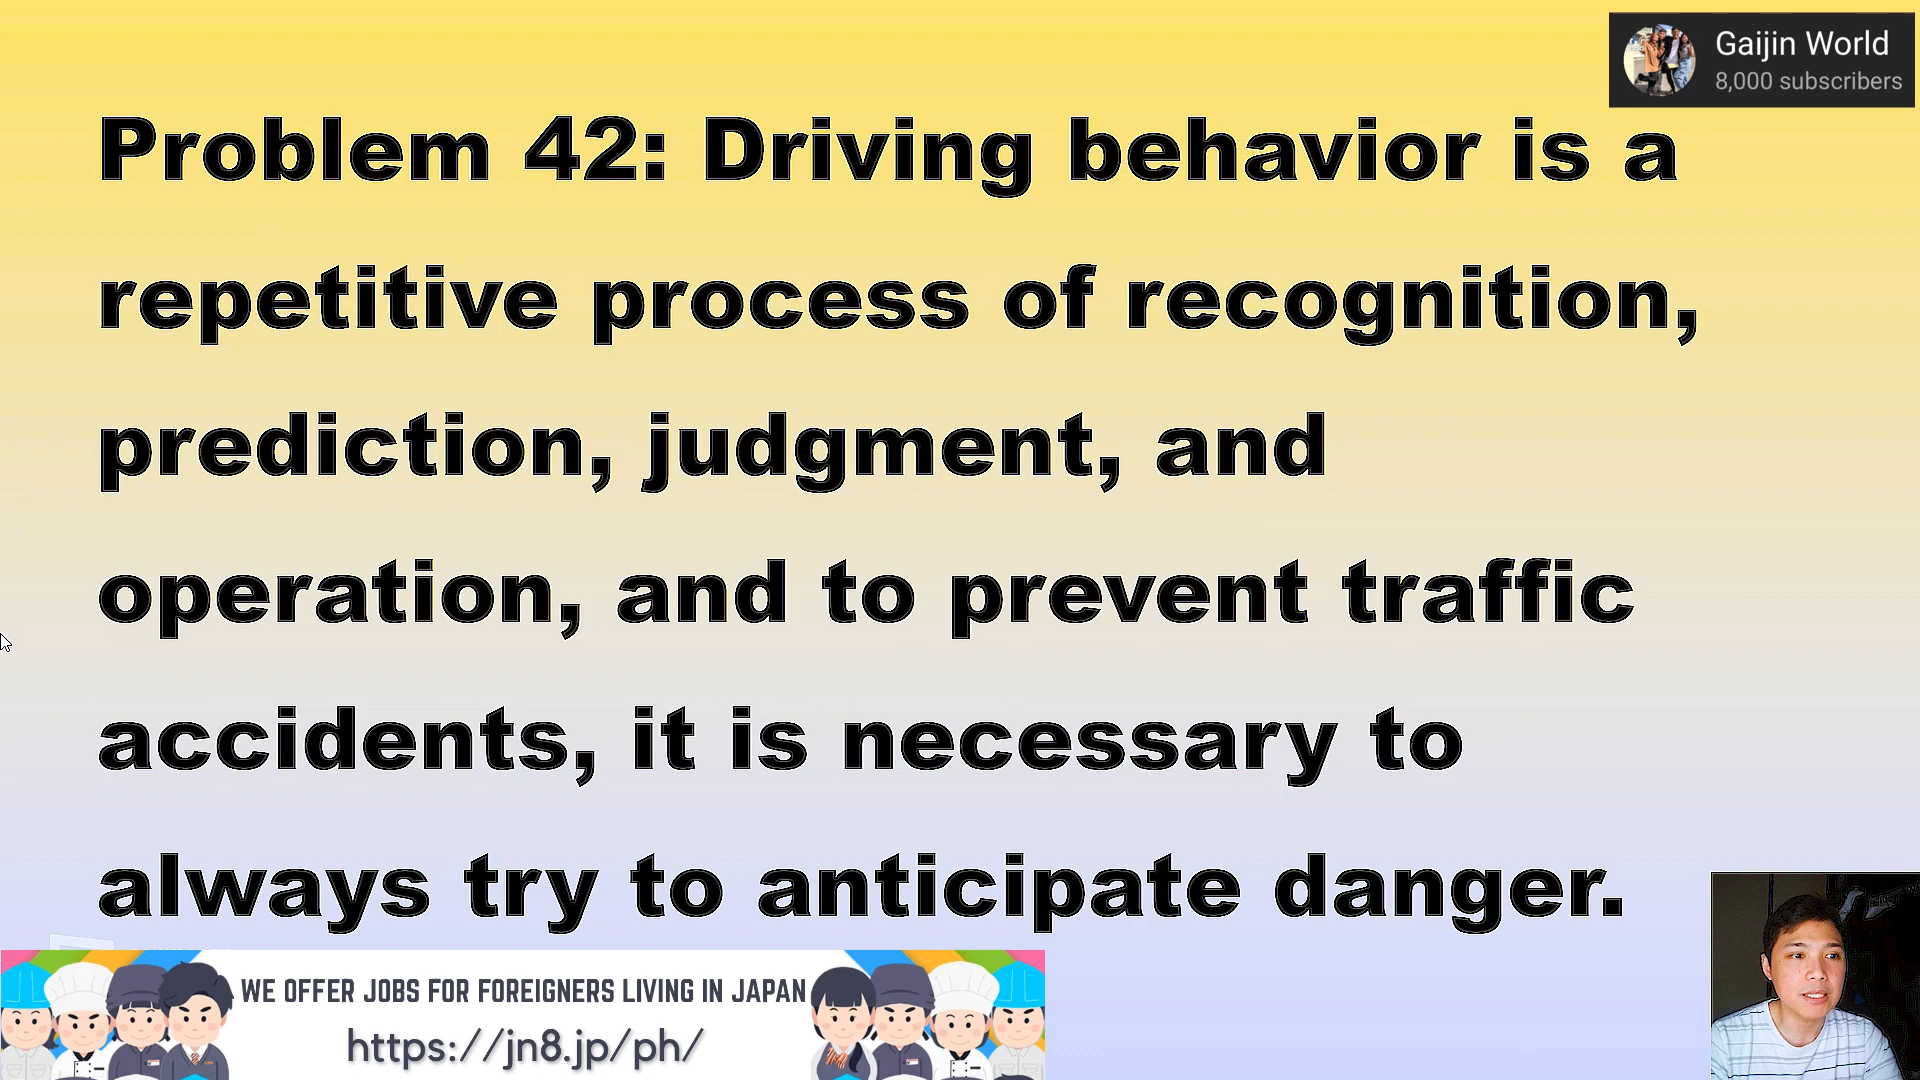 Gaijin World
8,000 subscribers
Problem 42: Driving behavior is a
repetitive process of recognition,
prediction, judgment, and
operation, and to prevent traffic
accidents, it is necessary to
always try to anticipate danger.
WE OFFER JOBS FOR FOREIGNERS LIVING IN JAPAN
https://jn8.jp/ph/